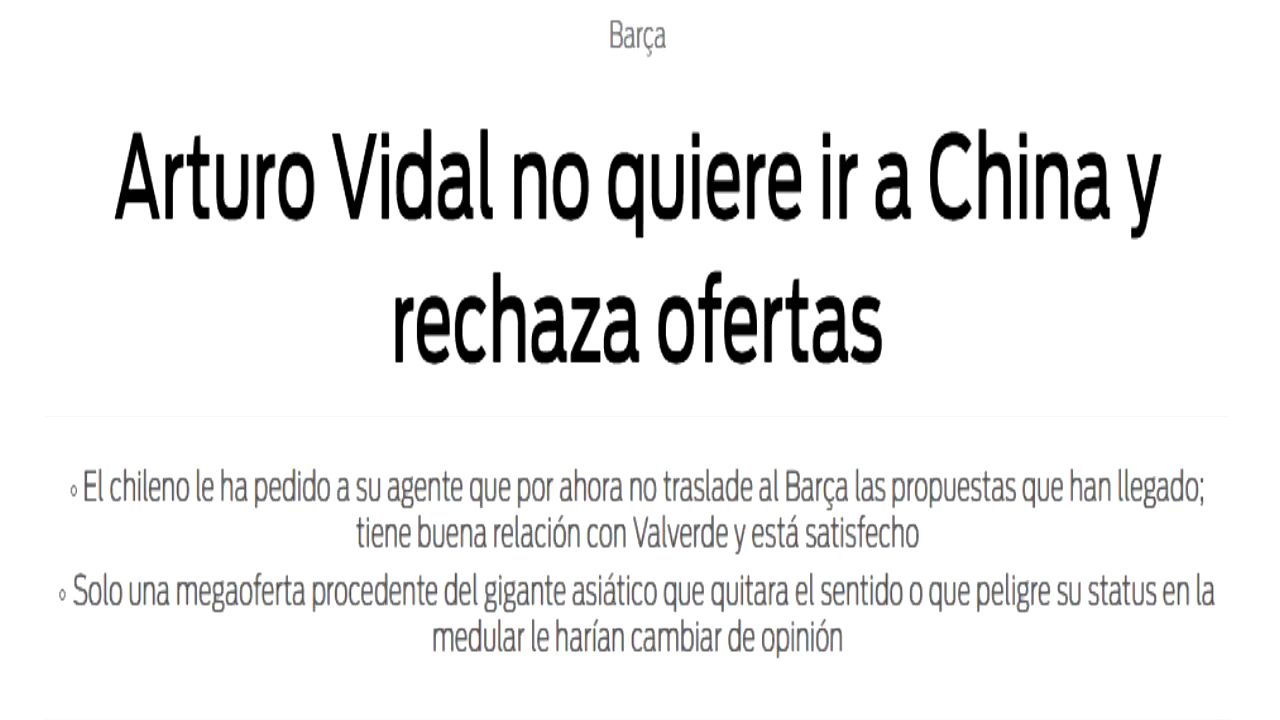 Barça
Arturo Vidal no quiere ir a China y
rechaza ofertas
◦ El chileno le ha pedido a su agente que por ahora no traslade al Barça las propuestas que han llegado;
tiene buena relación con Valverde y está satisfecho
◦ Solo una megaoferta procedente del gigante asiático que quitara el sentido o que peligre su status en la
medular le harían cambiar de opinión